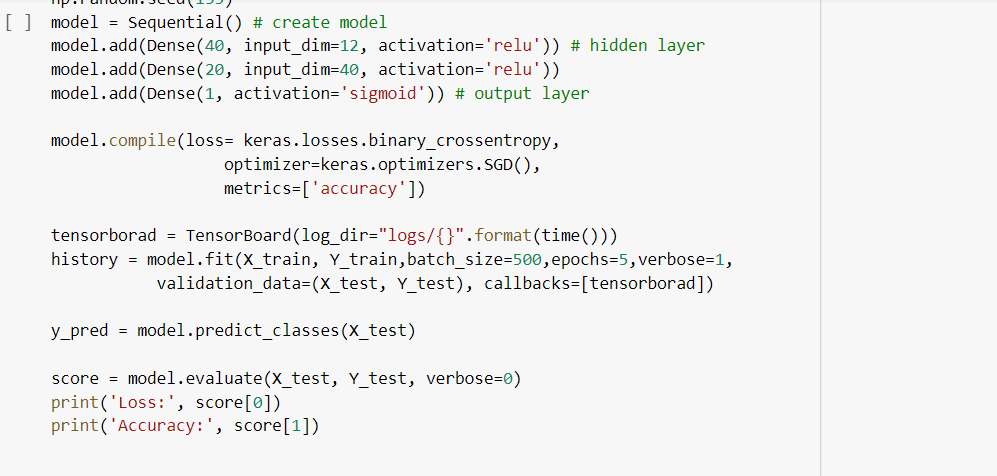 np.random.seed(155)
[ ] model = Sequential() # create model
model.add(Dense(40, input_dim=12, activation='relu')) # hidden layer
model.add(Dense(20, input_dim=40, activation='relu'))
model.add(Dense(1, activation='sigmoid')) # output layer
model.compile(loss= keras.losses.binary_crossentropy,
optimizer=keras.optimizers.SGD(),
metrics=['accuracy'])
tensorborad = TensorBoard(log_dir="logs/{}".format(time()))
history = model.fit(X_train, Y_train,batch_size=500,epochs=5,verbose=1,
validation_data=(X_test, Y_test), callbacks=[tensorborad])
y_pred = model.predict_classes(X_test)
score = model.evaluate(X_test, Y_test, verbose=0)
print('Loss:', score[0])
print('Accuracy:', score[1])